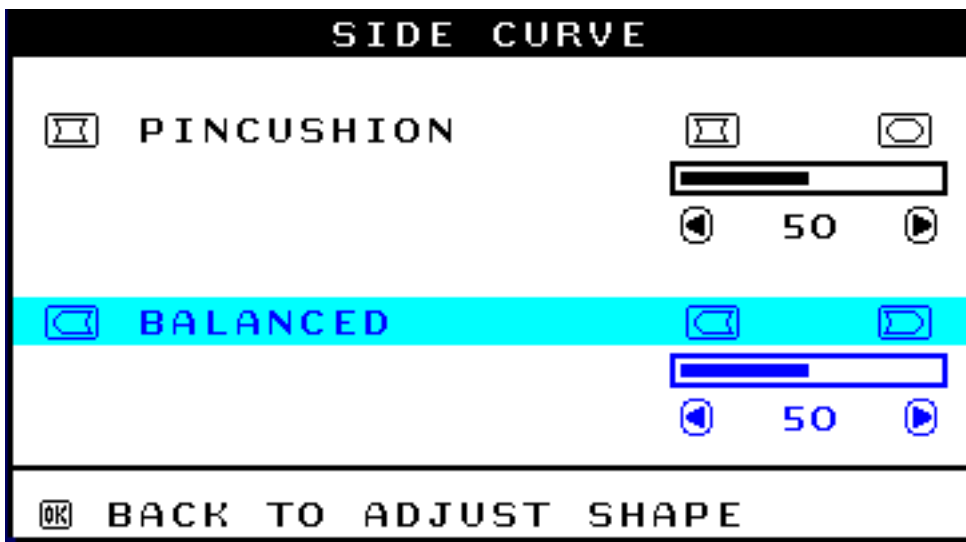 SIDE CURVE
PINCUSHION
50
BALANCED
50
OK BACK TO ADJUST SHAPE